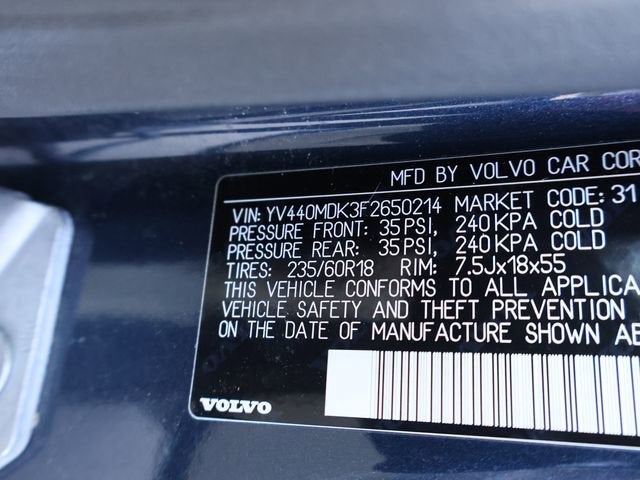 MFD BY VOLVO CAR COR
VIN: YV440MDK3F2650214 MARKET CODE: 31
PRESSURE FRONT: 35PSI, 240KPA COLD
PRESSURE REAR: 35PSI, 240KPA COLD
TIRES: 235/60R18 RIM: 7.5Jx18x55
THIS VEHICLE CONFORMS TO ALL APPLICA
VEHICLE SAFETY AND THEFT PREVENTION
ON THE DATE OF MANUFACTURE SHOWN AB
VOLVO